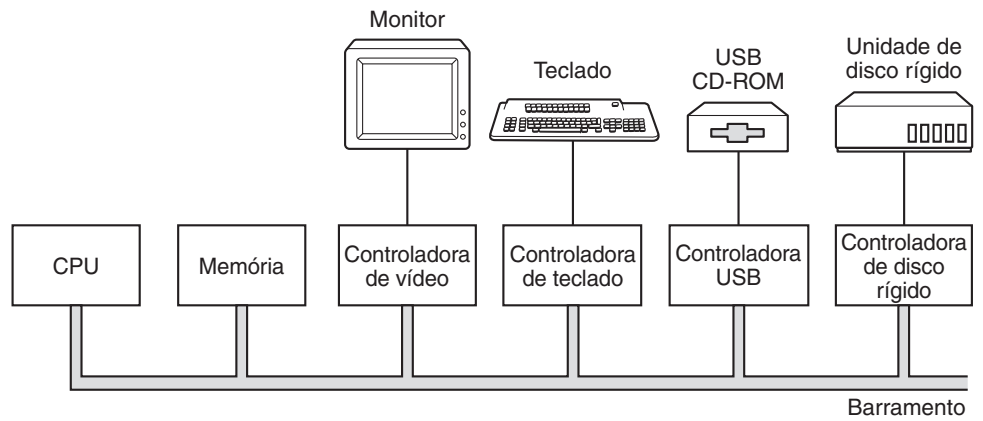 Monitor
Teclado
USB
CD-ROM
Unidade de
disco rígido
CPU
Memória
Controladora
de vídeo
Controladora
de teclado
Controladora
USB
Controladora
de disco
rígido
Barramento